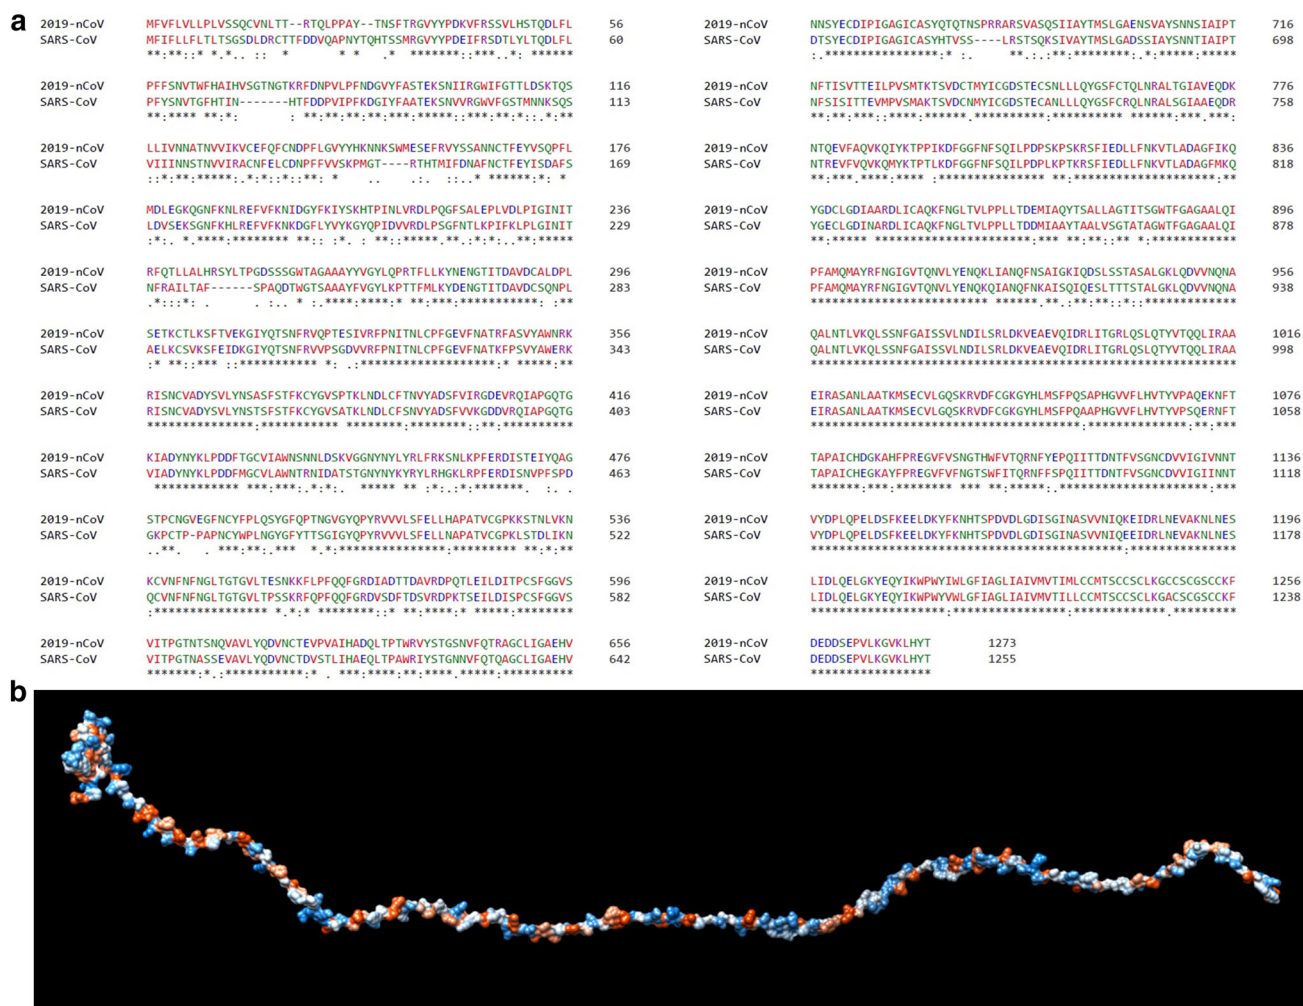 a
2019-nCoV MFVFLVLLPLVSSQCVNLTT--RTQLPPAY--TNSFTRGVYYPDKVFRSSVLHSTQDLFL 56
SARS-CoV MFIFLLFLTLTSGSDLDRCTTFDDVQAPNYTQHTSSMRGVYYPDEIFRSDTLYLTQDLFL 60
**:**::* *.*.. :: * * * .* :*******::***..*: ******
2019-nCoV PFFSNVTWFHAIHVSGTNGTKRFDNPVLPFNDGVYFASTEKSNIIRGWIFGTTLDSKTQS 116
SARS-CoV PFYSNVTGFHTIN-------HTFDDPVIPFKDGIYFAATEKSNVVRGWVFGSTMNNKSQS 113
**:**** **:*: : **:**:**:**:***:*****::***:**:*::.*:**
2019-nCoV LLIVNNATNVVIKVCEFQFCNDPFLGVYYHKNNKSWMESEFRVYSSANNCTFEYVSQPFL 176
SARS-CoV VIIINNSTNVVIRACNFELCDNPFFVVSKPMGT----RTHTMIFDNAFNCTFEYISDAFS 169
::*:**:*****:.*:*::*::**: * .. .:. ::..* ******:*: *
2019-nCoV MDLEGKQGNFKNLREFVFKNIDGYFKIYSKHTPINLVRDLPQGFSALEPLVDLPIGINIT 236
SARS-CoV LDVSEKSGNFKHLREFVFKNKDGFLYVYKGYQPIDVVRDLPSGFNTLKPIFKLPLGINIT 229
:*:. *.****:******** **:: :*. : **::*****.**.:*:*:..**:*****
2019-nCoV RFQTLLALHRSYLTPGDSSSGWTAGAAAYYVGYLQPRTFLLKYNENGTITDAVDCALDPL 296
SARS-CoV NFRAILTAF------SPAQDTWGTSAAAYFVGYLKPTTFMLKYDENGTITDAVDCSQNPL 283
.*:::*: . . :.. * :.****:****:* **:***:***********: :**
2019-nCoV SETKCTLKSFTVEKGIYQTSNFRVQPTESIVRFPNITNLCPFGEVFNATRFASVYAWNRK 356
SARS-CoV AELKCSVKSFEIDKGIYQTSNFRVVPSGDVVRFPNITNLCPFGEVFNATKFPSVYAWERK 343
:* **::*** ::*********** *: .:*******************:* *****:**
2019-nCoV RISNCVADYSVLYNSASFSTFKCYGVSPTKLNDLCFTNVYADSFVIRGDEVRQIAPGQTG 416
SARS-CoV RISNCVADYSVLYNSTSFSTFKCYGVSATKLNDLCFSNVYADSFVVKGDDVRQIAPGQTG 403
***************:*********** ********:********::**:**********
2019-nCoV KIADYNYKLPDDFTGCVIAWNSNNLDSKVGGNYNYLYRLFRKSNLKPFERDISTEIYQAG 476
SARS-CoV VIADYNYKLPDDFMGCVLAWNTRNIDATSTGNYNYKYRYLRHGKLRPFERDISNVPFSPD 463
************ ***:***:.*:*:. ***** ** :*:.:*:*******. :. .
2019-nCoV STPCNGVEGFNCYFPLQSYGFQPTNGVGYQPYRVVVLSFELLHAPATVCGPKKSTNLVKN 536
SARS-CoV GKPCTP-PAPNCYWPLNDYGFYTTSGIGYQPYRVVVLSFELLNAPATVCGPKLSTDLIKN 522
..**. . ***:**:.*** *.*:***************:********* **:*:**
2019-nCoV KCVNFNFNGLTGTGVLTESNKKFLPFQQFGRDIADTTDAVRDPQTLEILDITPCSFGGVS 596
SARS-CoV QCVNFNFNGLTGTGVLTPSSKRFQPFQQFGRDVSDFTDSVRDPKTSEILDISPCSFGGVS 582
:**************** *.*:* ********::* **:****:* *****:********
2019-nCoV VITPGTNTSNQVAVLYQDVNCTEVPVAIHADQLTPTWRVYSTGSNVFQTRAGCLIGAEHV 656
SARS-CoV VITPGTNASSEVAVLYQDVNCTDVSTLIHAEQLTPAWRIYSTGNNVFQTQAGCLIGAEHV 642
*******:*.:***********:* . ***:****:**:****.*****:**********
2019-nCoV NNSYECDIPIGAGICASYQTQTNSPRRARSVASQSIIAYTMSLGAENSVAYSNNSIAIPT 716
SARS-CoV DTSYECDIPIGAGICASYHTVSS----LRSTSQKSIVAYTMSLGADSSIAYSNNTIAIPT 698
:.****************:* :. **.:.:**:********:.*:*****:*****
2019-nCoV NFTISVTTEILPVSMTKTSVDCTMYICGDSTECSNLLLQYGSFCTQLNRALTGIAVEQDK 776
SARS-CoV NFSISITTEVMPVSMAKTSVDCNMYICGDSTECANLLLQYGSFCRQLNRALSGIAAEQDR 758
**:**:***::****:******.**********:********** ******:***.***:
2019-nCoV NTQEVFAQVKQIYKTPPIKDFGGFNFSQILPDPSKPSKRSFIEDLLFNKVTLADAGFIKQ 836
SARS-CoV NTREVFVQVKQMYKTPTLKDFGGFNFSQILPDPLKPTKRSFIEDLLFNKVTLADAGFMKQ 818
**:***.****:**** :*************** **:********************:**
2019-nCoV YGDCLGDIAARDLICAQKFNGLTVLPPLLTDEMIAQYTSALLAGTITSGWTFGAGAALQI 896
SARS-CoV YGECLGDINARDLICAQKFNGLTVLPPLLTDDMIAAYTAALVSGTATAGWTFGAGAALQI 878
**:***** **********************:*** **:**::** *:************
2019-nCoV PFAMQMAYRFNGIGVTQNVLYENQKLIANQFNSAIGKIQDSLSSTASALGKLQDVVNQNA 956
SARS-CoV PFAMQMAYRFNGIGVTQNVLYENQKQIANQFNKAISQIQESLTTTSTALGKLQDVVNQNA 938
************************* ******.**.:**:**::*::*************
2019-nCoV QALNTLVKQLSSNFGAISSVLNDILSRLDKVEAEVQIDRLITGRLQSLQTYVTQQLIRAA 1016
SARS-CoV QALNTLVKQLSSNFGAISSVLNDILSRLDKVEAEVQIDRLITGRLQSLQTYVTQQLIRAA 998
************************************************************
2019-nCoV EIRASANLAATKMSECVLGQSKRVDFCGKGYHLMSFPQSAPHGVVFLHVTYVPAQEKNFT 1076
SARS-CoV EIRASANLAATKMSECVLGQSKRVDFCGKGYHLMSFPQAAPHGVVFLHVTYVPSQERNFT 1058
**************************************:**************:**:***
2019-nCoV TAPAICHDGKAHFPREGVFVSNGTHWFVTQRNFYEPQIITTDNTFVSGNCDVVIGIVNNT 1136
SARS-CoV TAPAICHEGKAYFPREGVFVFNGTSWFITQRNFFSPQIITTDNTFVSGNCDVVIGIINNT 1118
*******:***:******** *** **:*****:.*********************:***
2019-nCoV VYDPLQPELDSFKEELDKYFKNHTSPDVDLGDISGINASVVNIQKEIDRLNEVAKNLNES 1196
SARS-CoV VYDPLQPELDSFKEELDKYFKNHTSPDVDLGDISGINASVVNIQEEIDRLNEVAKNLNES 1178
********************************************:***************
2019-nCoV LIDLQELGKYEQYIKWPWYIWLGFIAGLIAIVMVTIMLCCMTSCCSCLKGCCSCGSCCKF 1256
SARS-CoV LIDLQELGKYEQYIKWPWYVWLGFIAGLIAIVMVTILLCCMTSCCSCLKGACSCGSCCKF 1238
*******************:****************:*************.*********
2019-nCoV DEDDSEPVLKGVKLHYT 1273
SARS-CoV DEDDSEPVLKGVKLHYT 1255
*****************
b